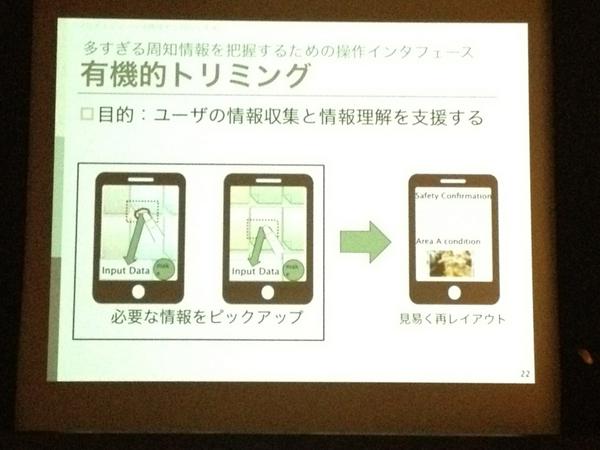 多すぎる周知情報を把握するための操作インタフェース
有機的トリミング
目的：ユーザの情報収集と情報理解を支援する
Input Data
Input Data
Safety Confirmation
Area A condition
必要な情報をピックアップ
見易く再レイアウト
22